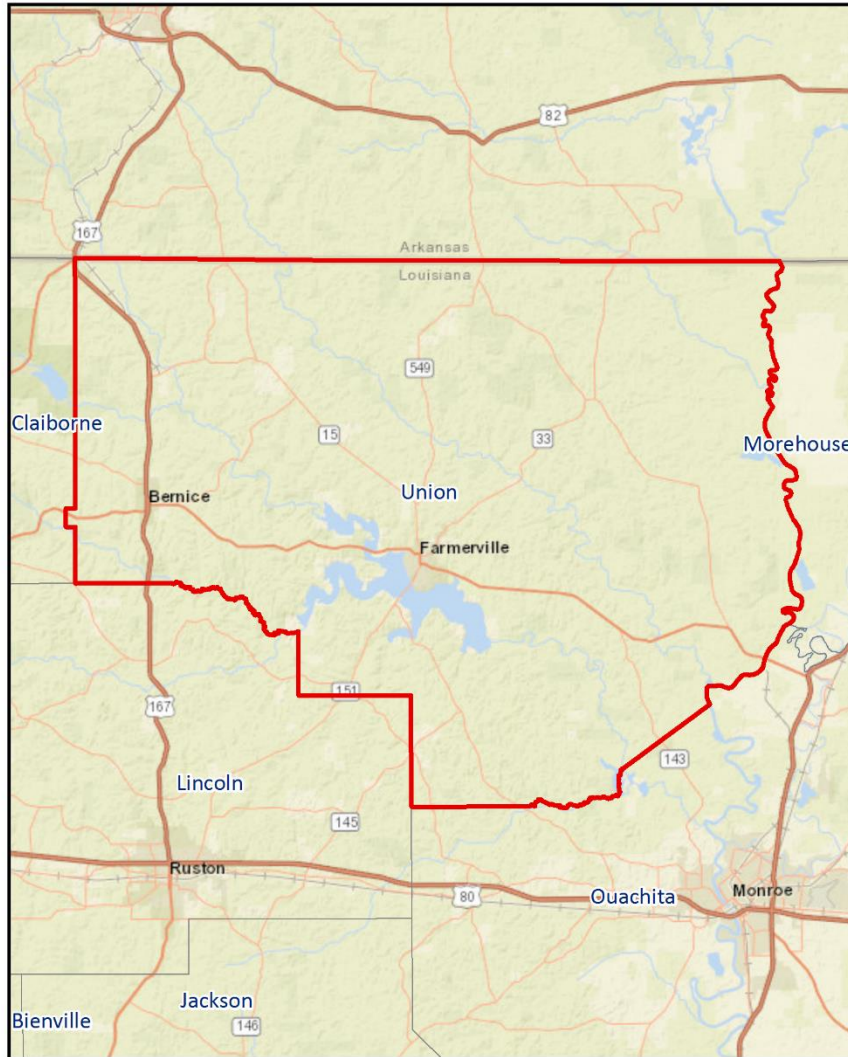 82
167
Arkansas
Louisiana
549
Claiborne
15
33
Morehouse
Union
Bernice
Farmerville
151
167
143
Lincoln
145
Ruston
80
Ouachita
Monroe
Jackson
Bienville
146